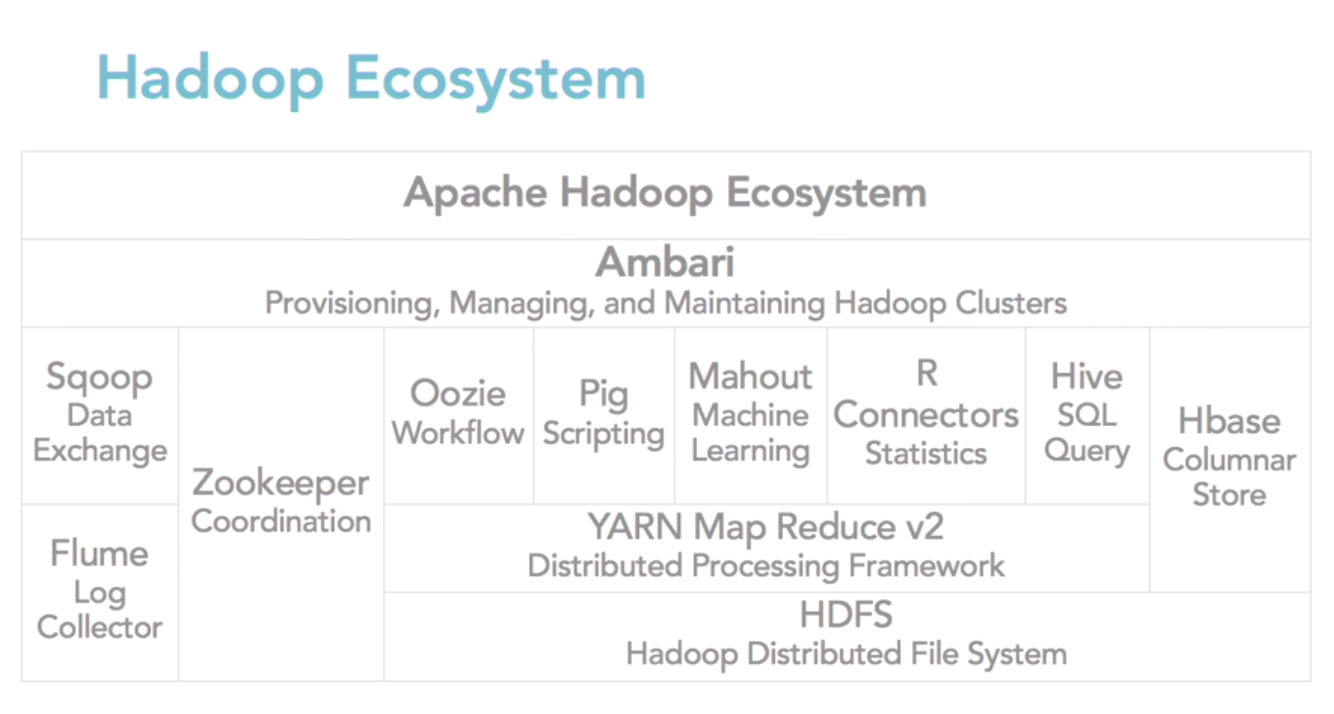 Hadoop Ecosystem
Apache Hadoop Ecosystem
Ambari
Provisioning, Managing, and Maintaining Hadoop Clusters
Sqoop
Data
Exchange
Zookeeper
Coordination
Oozie
Workflow
Pig
Scripting
Mahout
Machine
Learning
R
Connectors
Statistics
Hive
SQL
Query
Hbase
Columnar
Store
Flume
Log
Collector
YARN Map Reduce v2
Distributed Processing Framework
HDFS
Hadoop Distributed File System